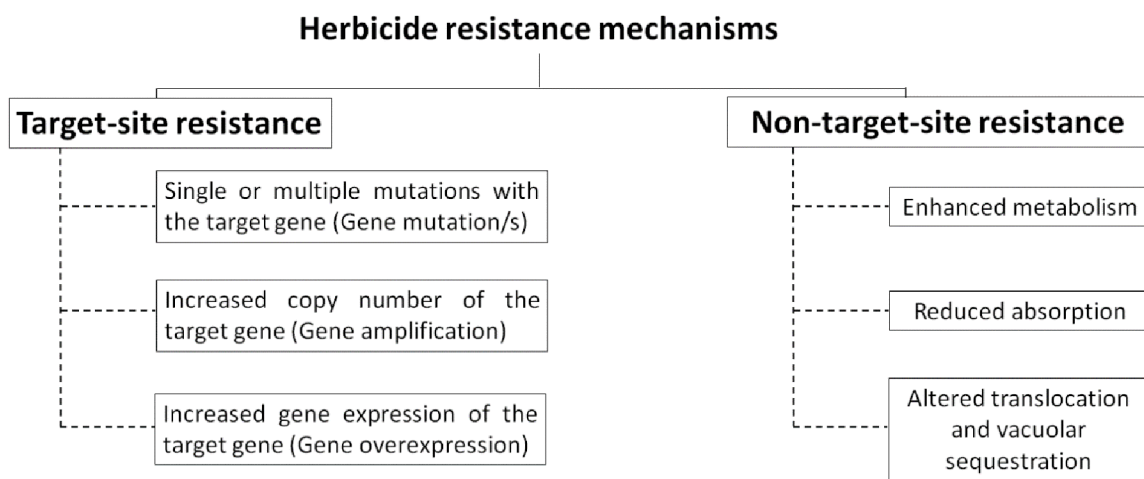 Herbicide resistance mechanisms
Target-site resistance
Single or multiple mutations with
the target gene (Gene mutation/s)
Increased copy number of the
target gene (Gene amplification)
Increased gene expression of the
target gene (Gene overexpression)
Non-target-site resistance
Enhanced metabolism
Reduced absorption
Altered translocation
and vacuolar
sequestration